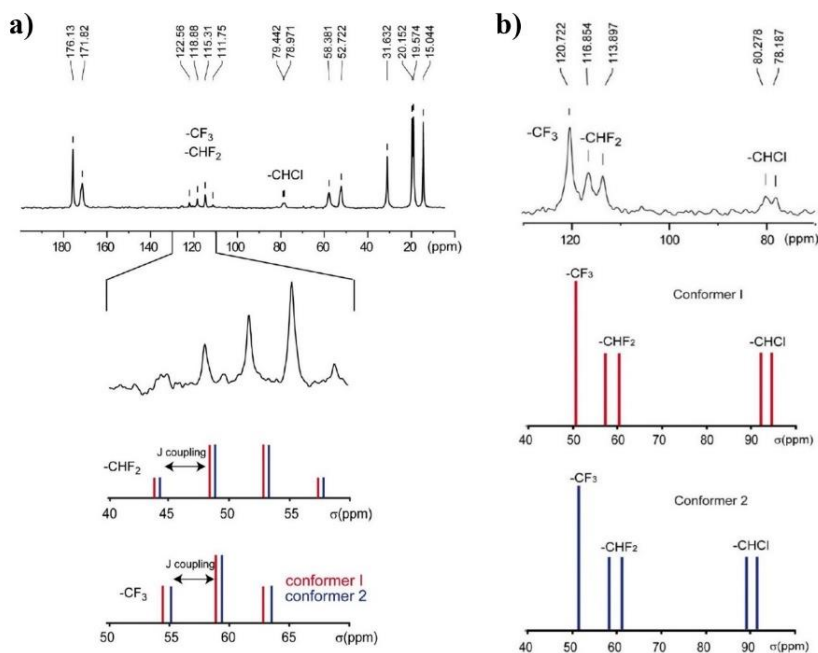 a)
176.13
171.82
122.56
118.88
115.31
111.75
79.442
78.971
58.381
52.722
31.632
20.152
19.574
15.044
-CF3
-CHF2
-CHCl
180 160 140 120 100 80 60 40 20 (ppm)
J coupling
-CHF2
40 45 50 55 σ(ppm)
J coupling
-CF3
conformer I
conformer 2
50 55 60 65 σ(ppm)
b)
120.722
116.854
113.897
80.278
78.187
-CF3
-CHF2
-CHCl
120 100 80 (ppm)
-CF3
Conformer I
-CHF2
-CHCl
40 50 60 70 80 90 σ(ppm)
-CF3
Conformer 2
-CHF2
-CHCl
40 50 60 70 80 90 σ(ppm)